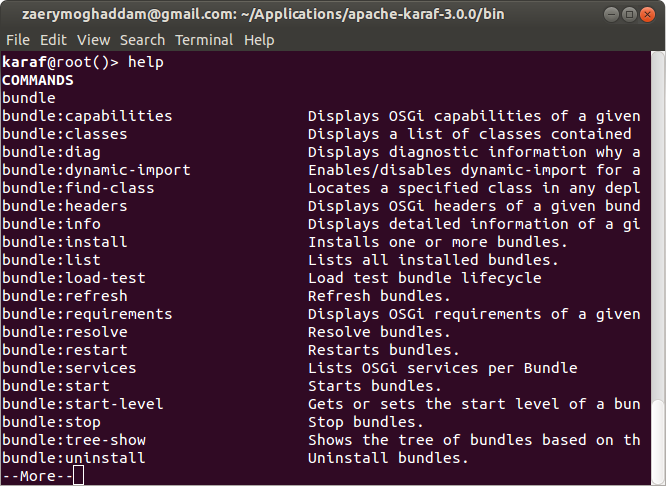 zaerymoghaddam@gmail.com: ~/Applications/apache-karaf-3.0.0/bin
File Edit View Search Terminal Help
karaf@root()> help
COMMANDS
bundle
bundle:capabilities Displays OSGi capabilities of a given
bundle:classes Displays a list of classes contained
bundle:diag Displays diagnostic information why a
bundle:dynamic-import Enables/disables dynamic-import for a
bundle:find-class Locates a specified class in any depl
bundle:headers Displays OSGi headers of a given bund
bundle:info Displays detailed information of a gi
bundle:install Installs one or more bundles.
bundle:list Lists all installed bundles.
bundle:load-test Load test bundle lifecycle
bundle:refresh Refresh bundles.
bundle:requirements Displays OSGi requirements of a given
bundle:resolve Resolve bundles.
bundle:restart Restarts bundles.
bundle:services Lists OSGi services per Bundle
bundle:start Starts bundles.
bundle:start-level Gets or sets the start level of a bun
bundle:stop Stop bundles.
bundle:tree-show Shows the tree of bundles based on th
bundle:uninstall Uninstall bundles.
--More--